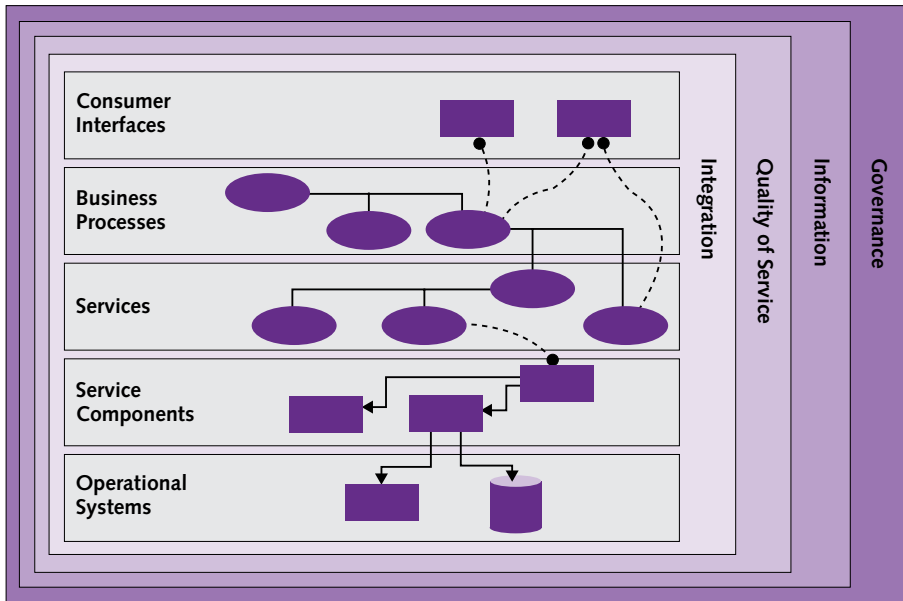 Consumer
Interfaces
Business
Processes
Services
Service
Components
Operational
Systems
Integration
Quality of Service
Information
Governance